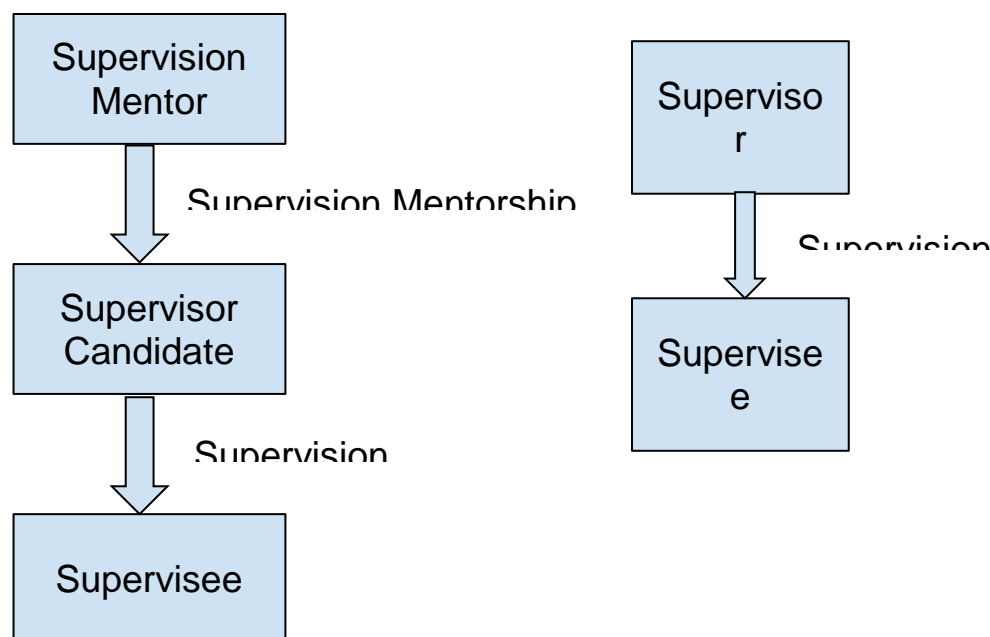 Supervision
Mentor
Supervision Mentorship
Supervisor
Candidate
Supervision
Supervisee
Superviso
r
Supervision
Supervise
e